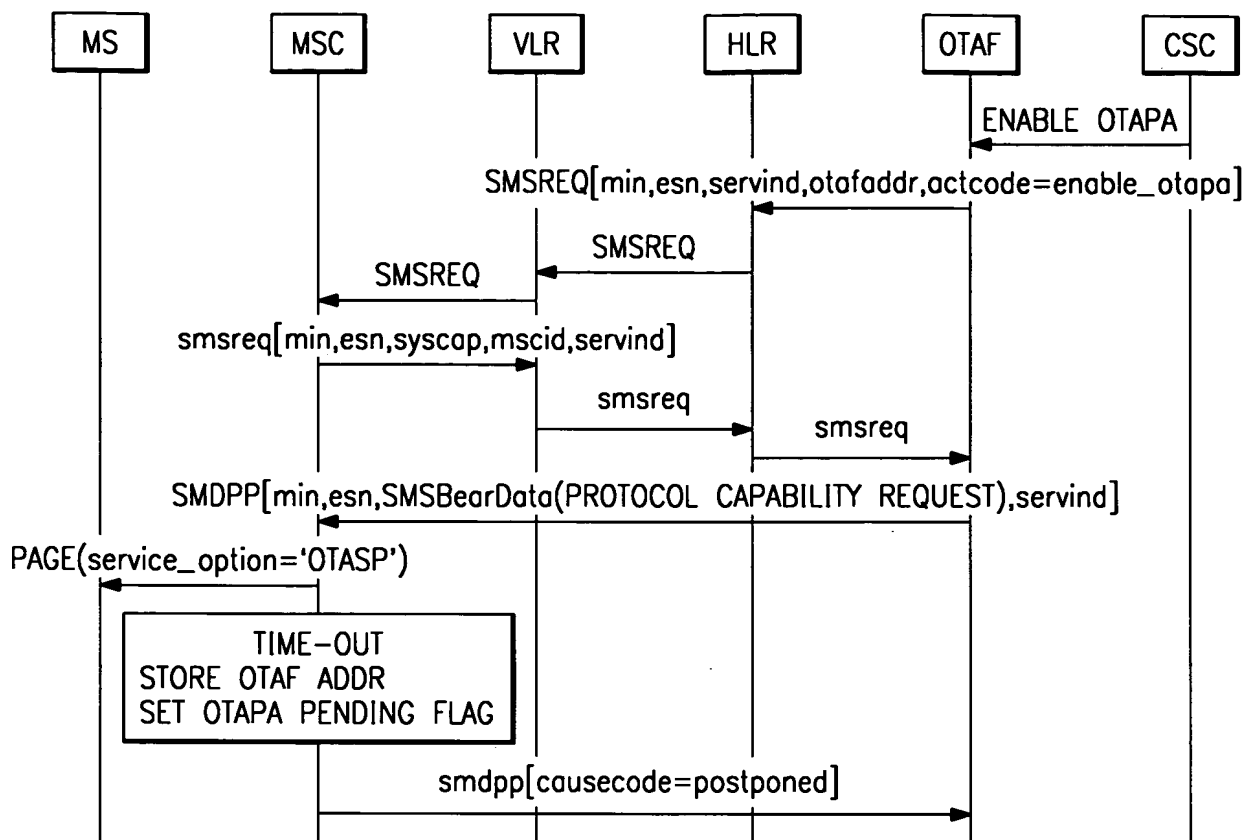 MS
MSC
VLR
HLR
OTAF
CSC
ENABLE OTAPA
SMSREQ[min,esn,servind,otafaddr,actcode=enable_otapa]
SMSREQ
SMSREQ
smsreq[min,esn,syscap,mscid,servind]
smsreq
smsreq
SMDPP[min,esn,SMSBearData(PROTOCOL CAPABILITY REQUEST),servind]
PAGE(service_option='OTASP')
TIME-OUT
STORE OTAF ADDR
SET OTAPA PENDING FLAG
smdpp[causecode=postponed]